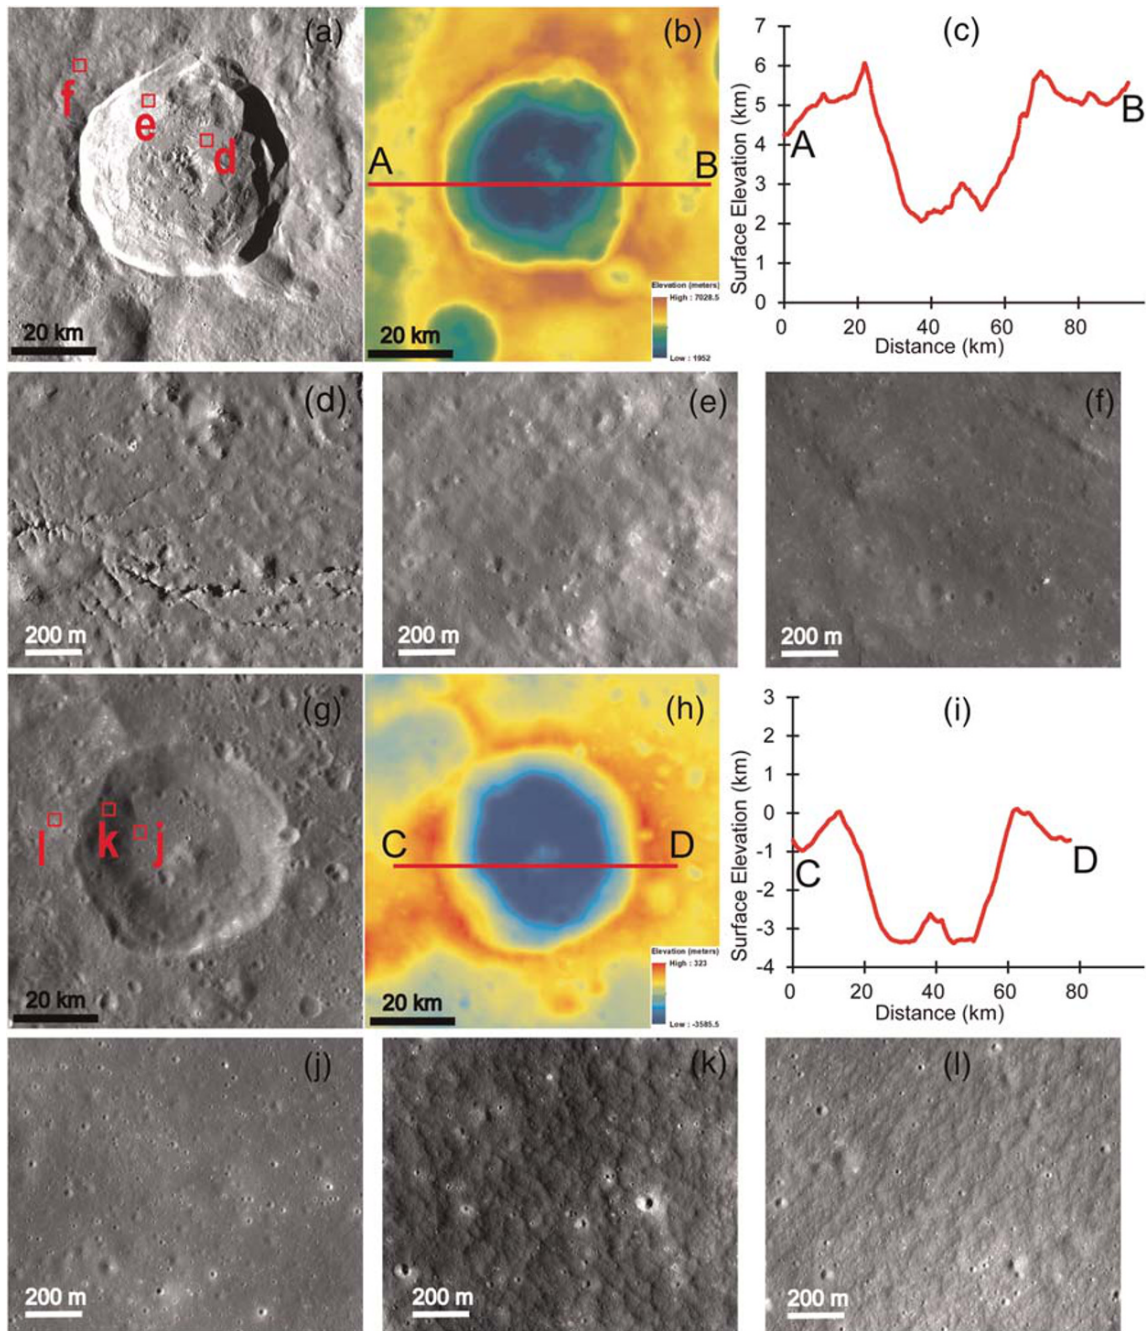 (a)
f
e
d
20 km
(b)
A
B
Elevation (meters)
High : 7028.5
Low : 1952
20 km
(c)
Surface Elevation (km)
7
6
5
4
3
2
1
0
A
B
0
20
40
60
80
Distance (km)
(d)
200 m
(e)
200 m
(f)
200 m
(g)
l
k
j
20 km
(h)
C
D
Elevation (meters)
High : 323
Low : -3585.5
20 km
(i)
Surface Elevation (km)
3
2
1
0
-1
-2
-3
-4
C
D
0
20
40
60
80
Distance (km)
(j)
200 m
(k)
200 m
(l)
200 m